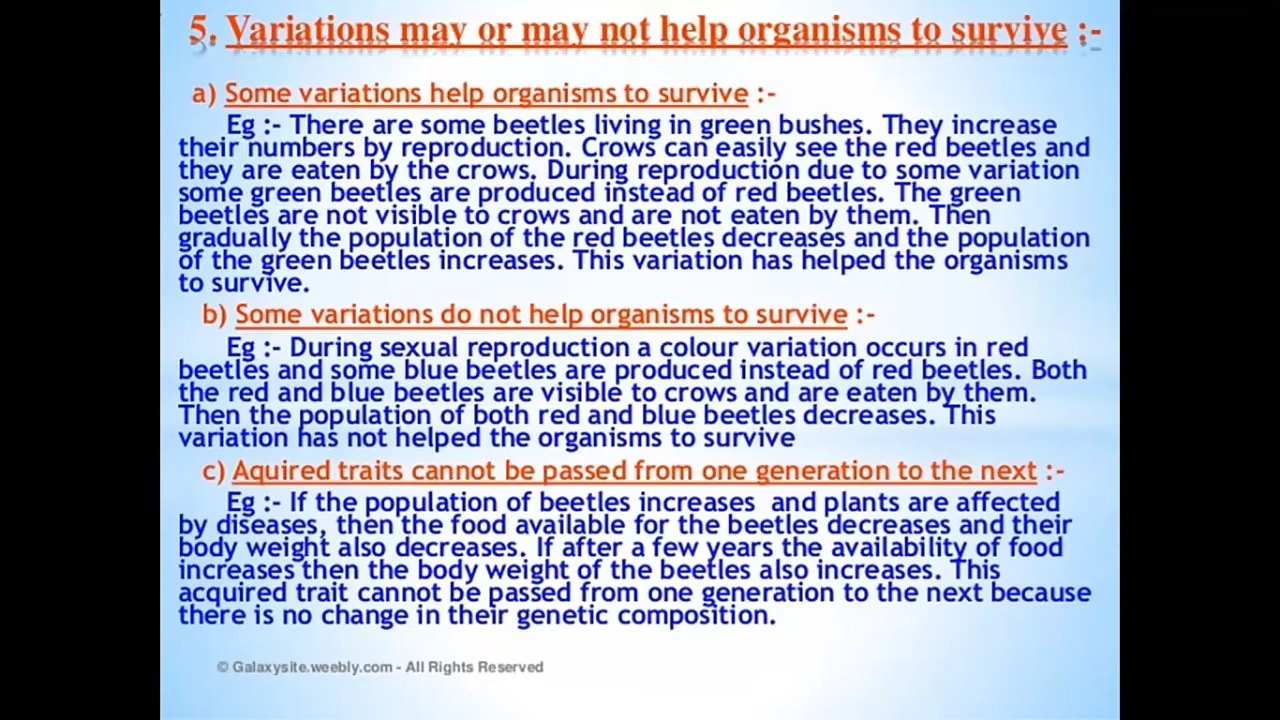 5. Variations may or may not help organisms to survive :-
a) Some variations help organisms to survive :-
Eg :- There are some beetles living in green bushes. They increase
their numbers by reproduction. Crows can easily see the red beetles and
they are eaten by the crows. During reproduction due to some variation
some green beetles are produced instead of red beetles. The green
beetles are not visible to crows and are not eaten by them. Then
gradually the population of the red beetles decreases and the population
of the green beetles increases. This variation has helped the organisms
to survive.
b) Some variations do not help organisms to survive :-
Eg :- During sexual reproduction a colour variation occurs in red
beetles and some blue beetles are produced instead of red beetles. Both
the red and blue beetles are visible to crows and are eaten by them.
Then the population of both red and blue beetles decreases. This
variation has not helped the organisms to survive
c) Aquired traits cannot be passed from one generation to the next :-
Eg :- If the population of beetles increases  and plants are affected
by diseases, then the food available for the beetles decreases and their
body weight also decreases. If after a few years the availability of food
increases then the body weight of the beetles also increases. This
acquired trait cannot be passed from one generation to the next because
there is no change in their genetic composition.
© Galaxysite.weebly.com - All Rights Reserved